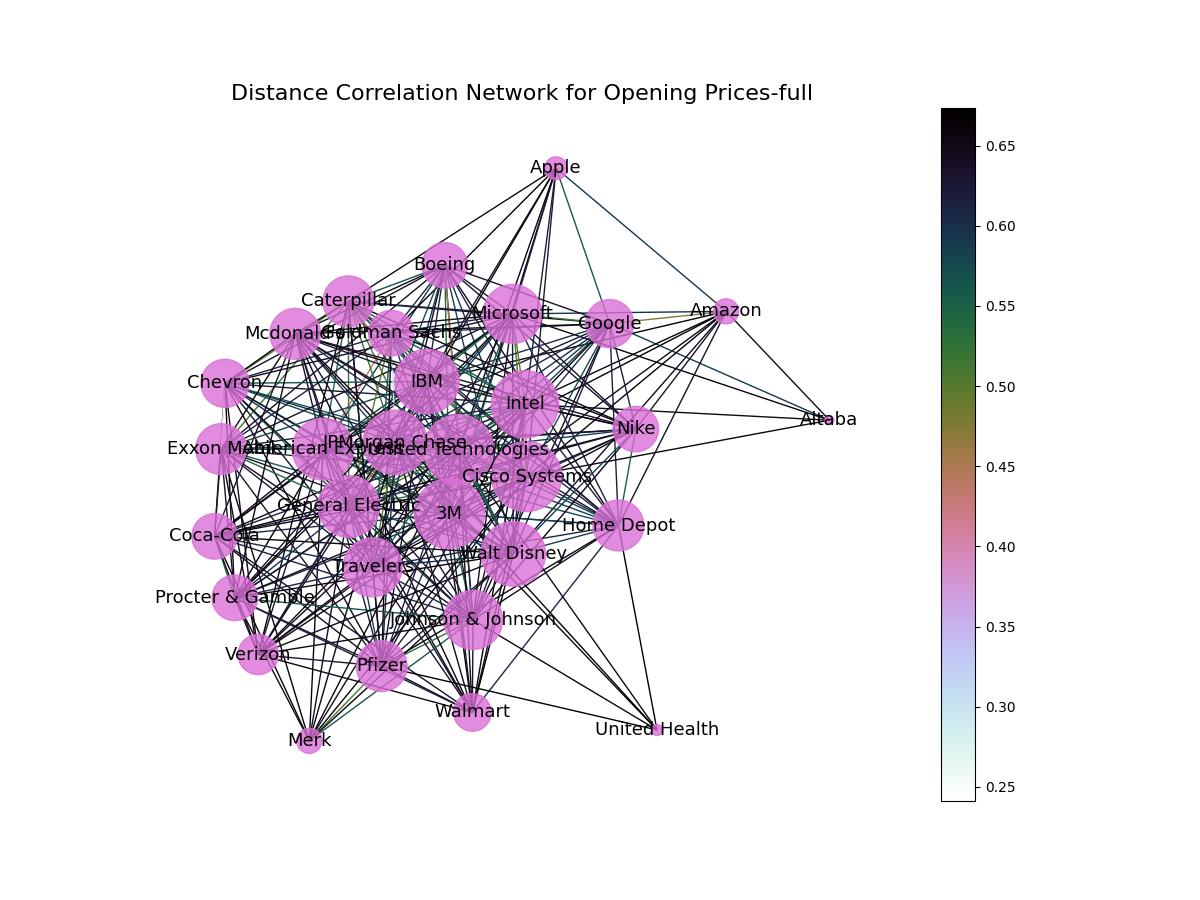 Distance Correlation Network for Opening Prices-full
Apple
0.65
0.60
Boeing
Caterpillar
Amazon
0.55
Microsoft
Google
Goldman Sachs
IBM
Chevron
0.50
Intel
Altaba
Nike
JPMorgan Chase
Exxon Mobil
American Express
United Technologies
0.45
Cisco Systems
General Electric
3M
Home Depot
Coca-Cola
0.40
Walt Disney
Travelers
Procter & Gamble
Johnson & Johnson
0.35
Verizon
Pfizer
0.30
Walmart
United Health
Merk
0.25